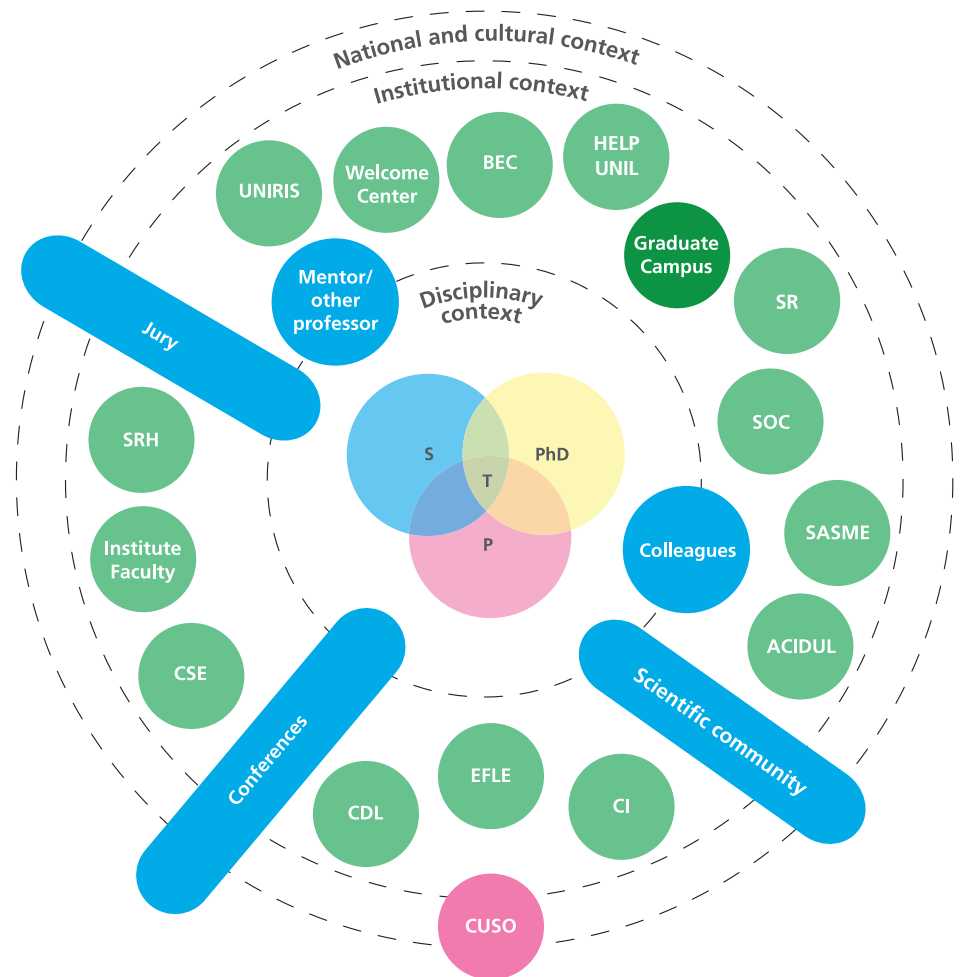 National and cultural context
Institutional context
HELP
UNIL
BEC
Welcome
Center
UNIRIS
Graduate
Campus
Mentor/
other
professor
Disciplinary
context
SR
Jury
SOC
SRH
S
PhD
T
P
SASME
Colleagues
Institute
Faculty
ACIDUL
CSE
Scientific community
Conferences
EFLE
CI
CDL
CUSO